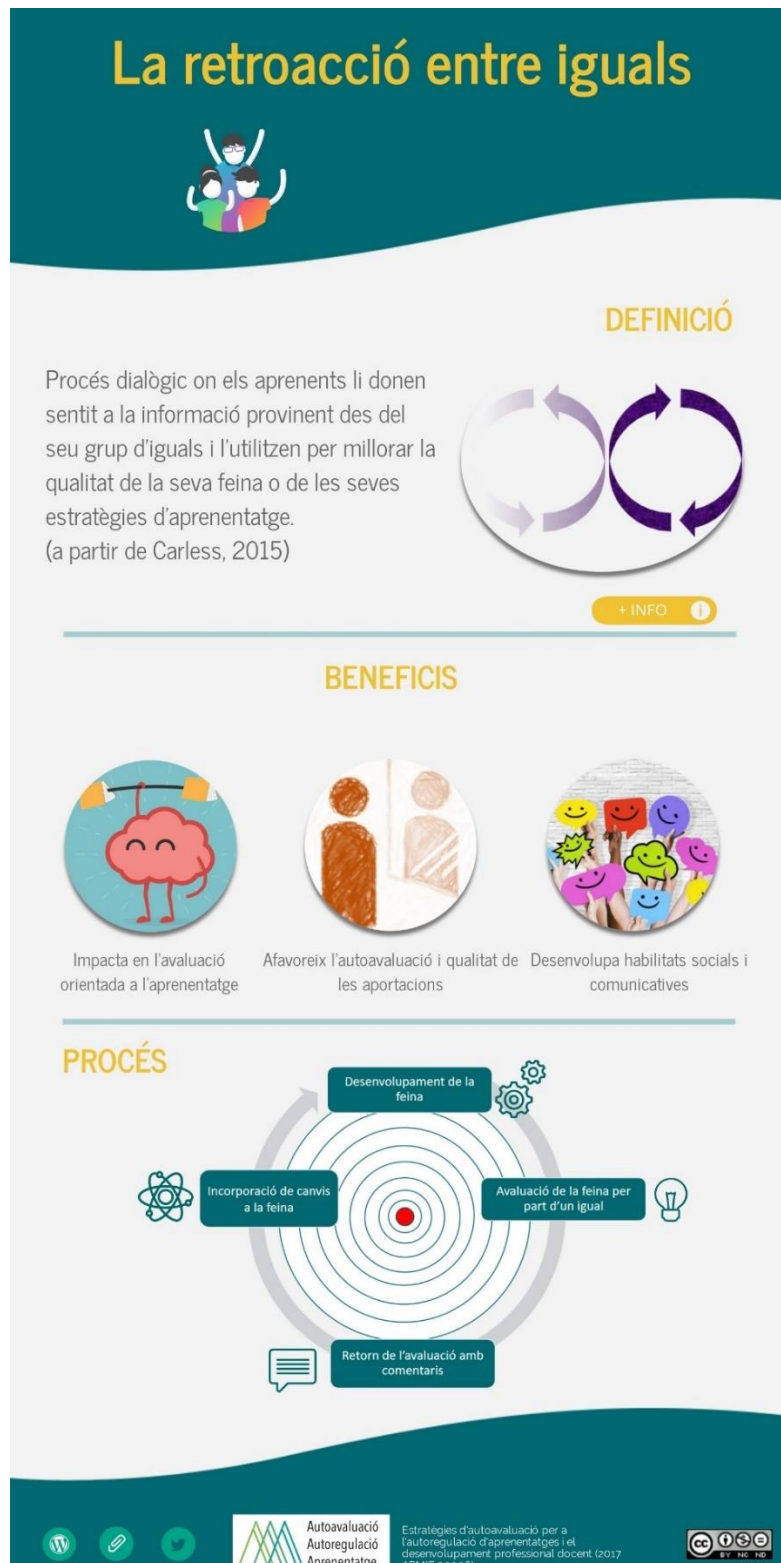 La retroacció entre iguals
DEFINICIÓ
Procés dialògic on els aprenents li donen
sentit a la informació provinent des del
seu grup d'iguals i l'utilitzen per millorar la
qualitat de la seva feina o de les seves
estratègies d'aprenentatge.
(a partir de Carless, 2015)
+ INFO
BENEFICIS
Impacta en l'avaluació
orientada a l'aprenentatge
Afavoreix l'autoavaluació i qualitat de
les aportacions
Desenvolupa habilitats socials i
comunicatives
PROCÉS
Desenvolupament de la
feina
Avaluació de la feina per
part d'un igual
Retorn de l'avaluació amb
comentaris
Incorporació de canvis
a la feina
Autoavaluació
Autoregulació
Aprenentatge
Estratègies d'autoavaluació per a
l'autoregulació d'aprenentatges i el
desenvolupament professional docent (2017
cc
BY NC ND